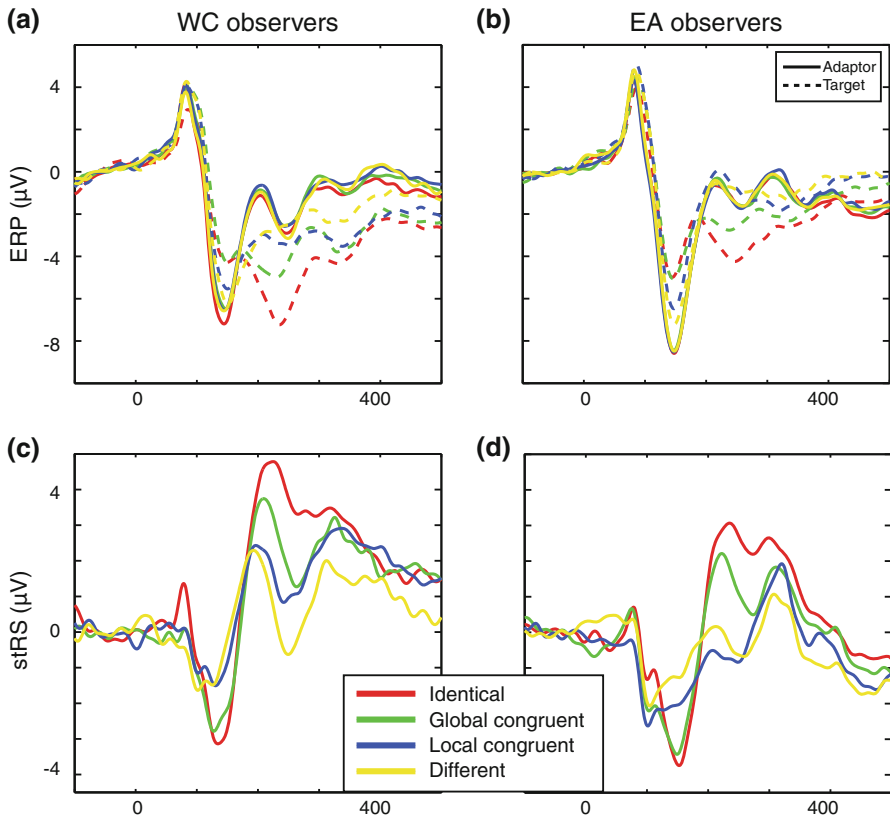 (a) WC observers
(b) EA observers
Adaptor
Target
ERP (μV)
4
0
-4
-8
0 400
0 400
(c)
(d)
stRS (μV)
4
0
-4
Identical
Global congruent
Local congruent
Different
0 400
0 400